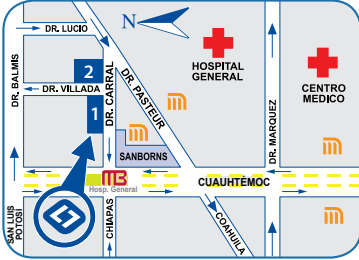 N
DR. LUCIO
DR. BALMIS
2
DR. VILLADA
1
DR. CARRAL
DR. PASTEUR
HOSPITAL
GENERAL
CENTRO
MEDICO
DR. MARQUEZ
SANBORNS
MB
Hosp. General
CUAUHTÉMOC
SAN LUIS
POTOSI
CHIAPAS
COAHUILA